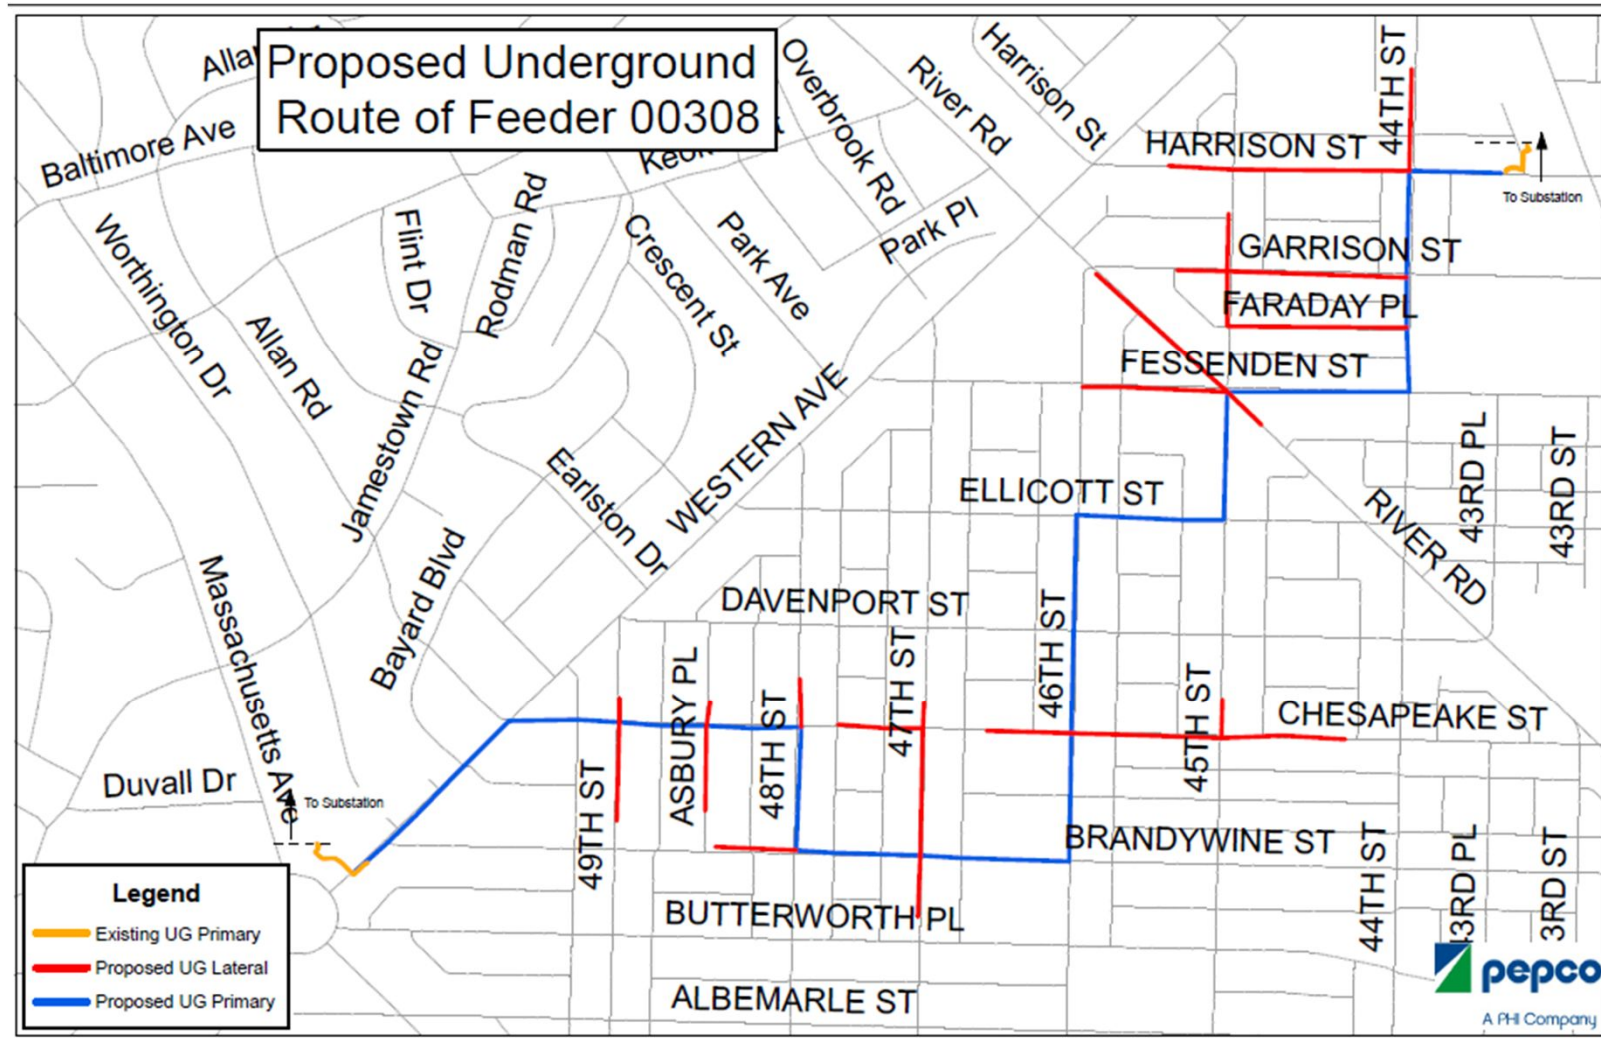 Proposed Underground
Route of Feeder 00308
Baltimore Ave
Overbrook Rd
River Rd
Harrison St
44TH ST
HARRISON ST
To Substation
Worthington Dr
Flint Dr
Rodman Rd
Crescent St
Park Ave
Park Pl
GARRISON ST
FARADAY PL
Allan Rd
Jamestown Rd
WESTERN AVE
FESSENDEN ST
Earlston Dr
ELLICOTT ST
RIVER RD
43RD PL
43RD ST
Massachusetts Ave
Bayard Blvd
DAVENPORT ST
ASBURY PL
48TH ST
47TH ST
46TH ST
45TH ST
CHESAPEAKE ST
Duvall Dr
To Substation
49TH ST
BRANDYWINE ST
44TH ST
43RD PL
3RD ST
BUTTERWORTH PL
ALBEMARLE ST
Legend
Existing UG Primary
Proposed UG Lateral
Proposed UG Primary
pepco
A PHI Company